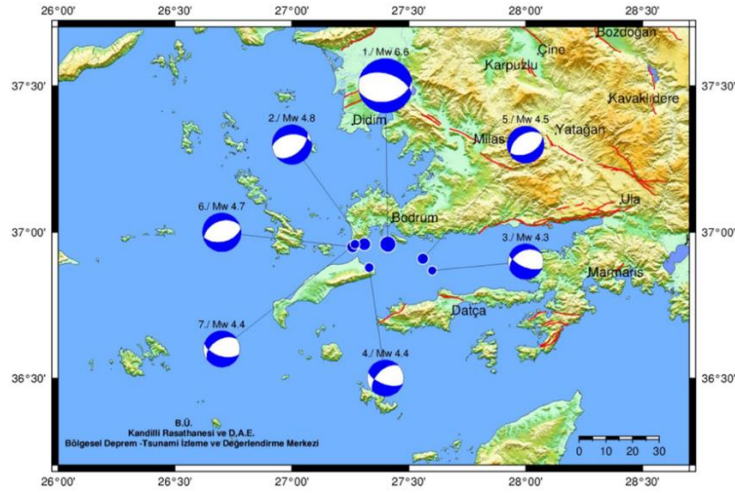 26°00' 26°30' 27°00' 27°30' 28°00' 28°30'
Bozdoğan
1./ Mw 6.6
Çine
Karpuzlu
37°30' 37°30'
Kavaklıdere
2./ Mw 4.8
Didim
5./ Mw 4.5
Yatağan
Milas
6./ Mw 4.7
Ula
Bodrum
37°00' 37°00'
3./ Mw 4.3
Marmaris
Datça
7./ Mw 4.4
4./ Mw 4.4
36°30' 36°30'
B.Ü.
Kandilli Rasathanesi ve D.A.E.
Bölgesel Deprem -Tsunami İzleme ve Değerlendirme Merkezi
0 10 20 30
26°00' 26°30' 27°00' 27°30' 28°00' 28°30'